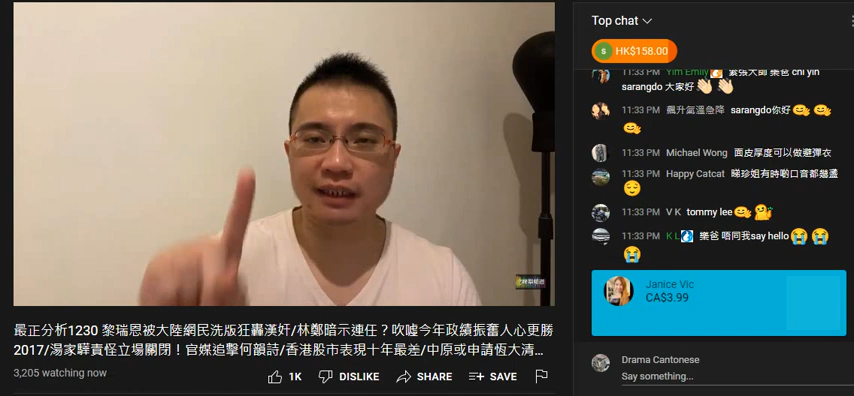 最正分析1230 黎瑞恩被大陸網民洗版狂轟漢奸/林鄭暗示連任？吹噓今年政績振奮人心更勝
2017/湯家驊責怪立場關閉！官媒追擊何韻詩/香港股市表現十年最差/中原或申請恆大清...
3,205 watching now
1K
DISLIKE
SHARE
SAVE
Top chat
S HK$158.00
11:33 PM Yim Emily 緊張大師 樂爸 chi yin
sarangdo 大家好
11:33 PM 飆升氣溫急降 sarangdo你好
11:33 PM Michael Wong 面皮厚度可以做避彈衣
11:33 PM Happy Catcat 睇珍姐有時啲口音都幾盞
11:33 PM V K tommy lee
11:33 PM K L 樂爸 唔同我say hello
Janice Vic
CA$3.99
Drama Cantonese
Say something...